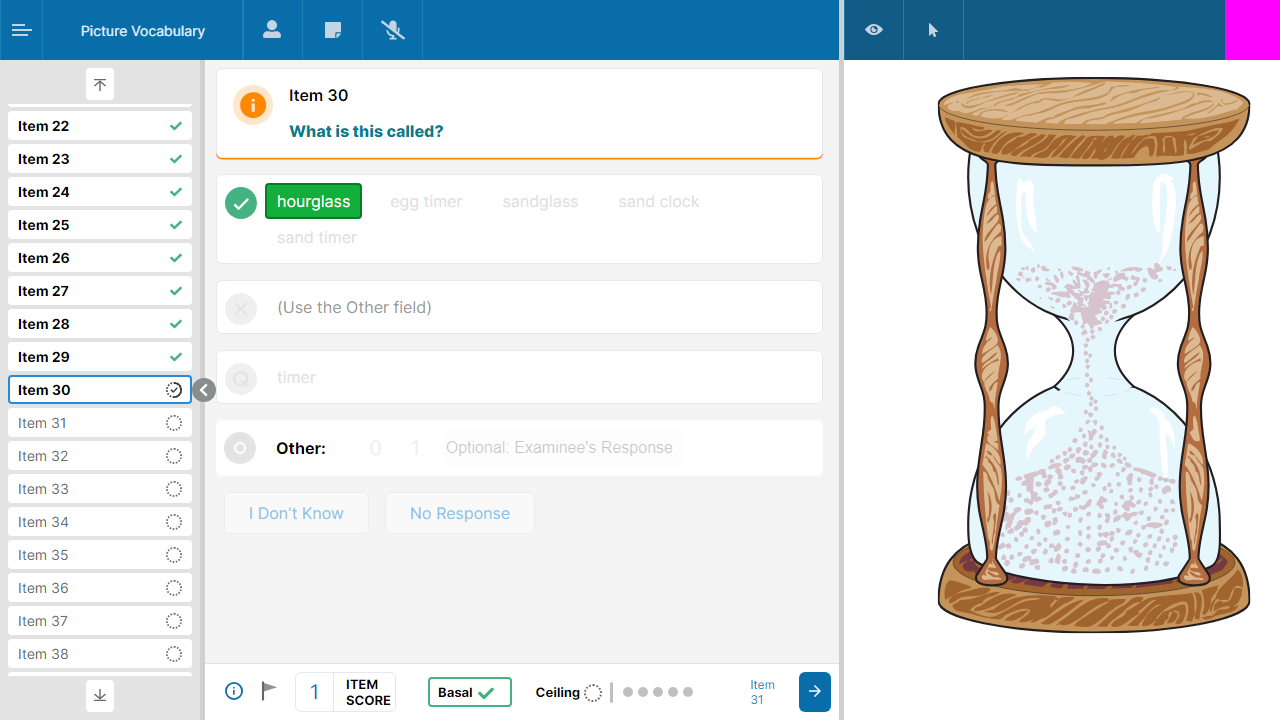 Picture Vocabulary
Item 22
Item 23
Item 24
Item 25
Item 26
Item 27
Item 28
Item 29
Item 30
Item 31
Item 32
Item 33
Item 34
Item 35
Item 36
Item 37
Item 38
Item 30
What is this called?
hourglass egg timer sandglass sand clock
sand timer
(Use the Other field)
Q timer
O Other: 0 1 Optional: Examinee's Response
I Don't Know No Response
1 ITEM
SCORE
Basal
Ceiling
Item
31